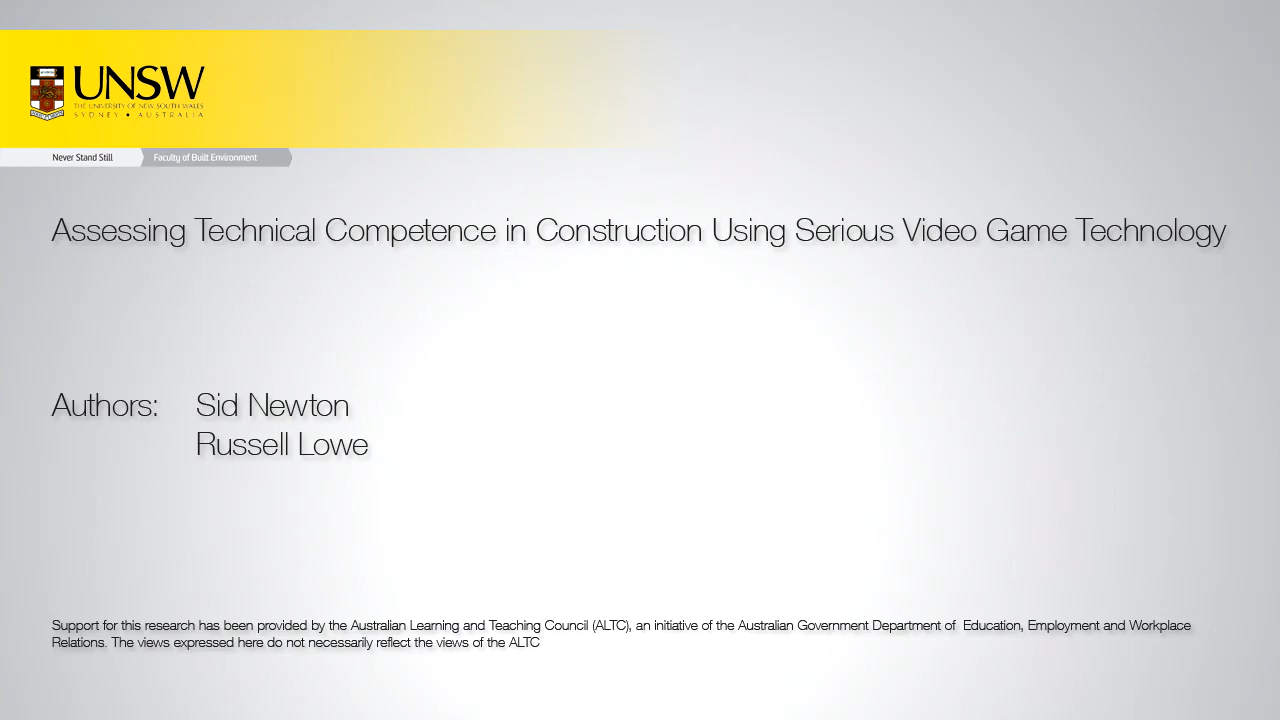 UNSW
THE UNIVERSITY OF NEW SOUTH WALES
SYDNEY • AUSTRALIA
Never Stand Still Faculty of Built Environment
Assessing Technical Competence in Construction Using Serious Video Game Technology
Authors: Sid Newton
Russell Lowe
Support for this research has been provided by the Australian Learning and Teaching Council (ALTC), an initiative of the Australian Government Department of Education, Employment and Workplace
Relations. The views expressed here do not necessarily reflect the views of the ALTC